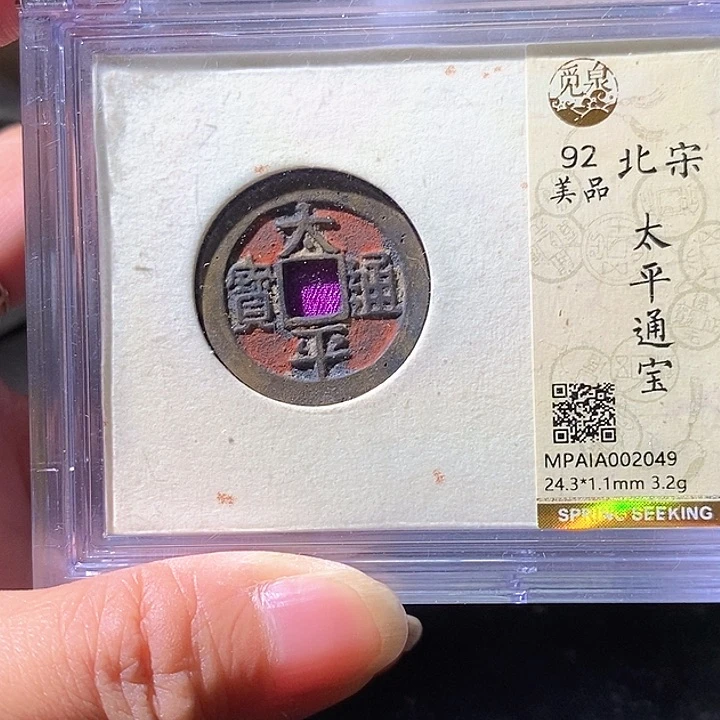 太
平
通
寳
觅泉
92
美品
北宋
太平通宝
MPAIA002049
24.3*1.1mm 3.2g
SPRING SEEKING